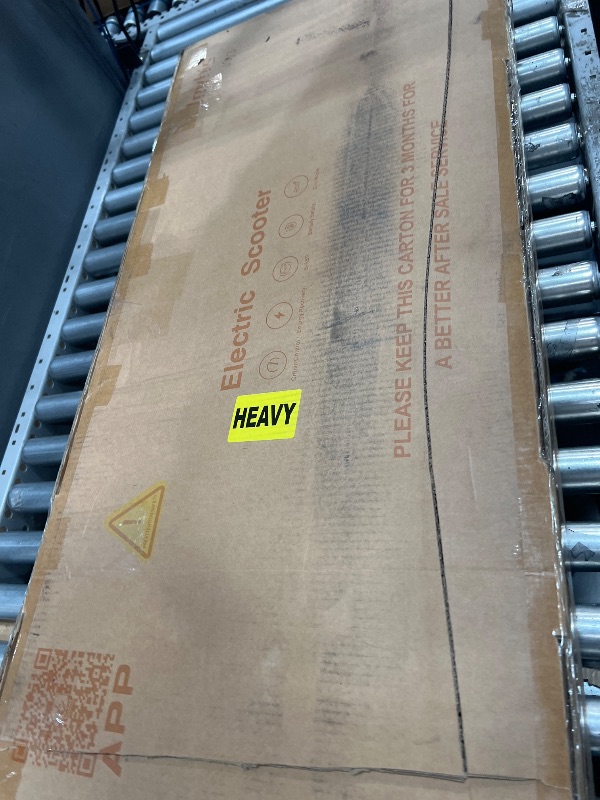 Electric Scooter
HEAVY
PLEASE KEEP THIS CARTON FOR 3 MONTHS FOR
A BETTER AFTER SALE SERVICE
APP